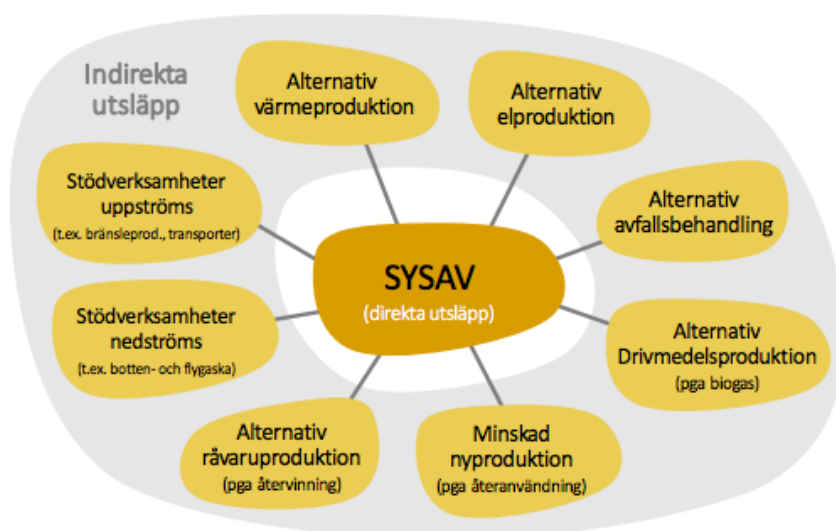 Indirekta
utsläpp
Alternativ
värmeproduktion
Alternativ
elproduktion
Stödverksamheter
uppströms
(t.ex. bränsleprod., transporter)
Alternativ
avfallsbehandling
SYSAV
(direkta utsläpp)
Stödverksamheter
nedströms
(t.ex. botten- och flygaska)
Alternativ
Drivmedelsproduktion
(pga biogas)
Alternativ
råvaruproduktion
(pga återvinning)
Minskad
nyproduktion
(pga återanvändning)